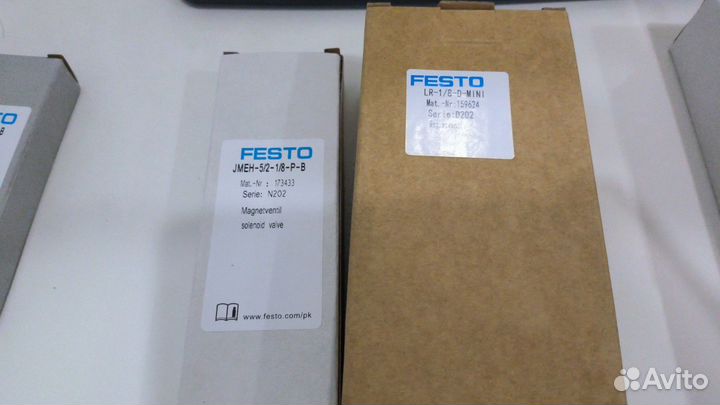 FESTO
JMEH-5/2-1/8-P-B
Mat.-Nr : 173433
Serie: N202
Magnetventil
solenoid valve
www.festo.com/pk
FESTO
LR-1/8-D-MINI
Mat.-Nr:159624
Serie:D202
B
Avito